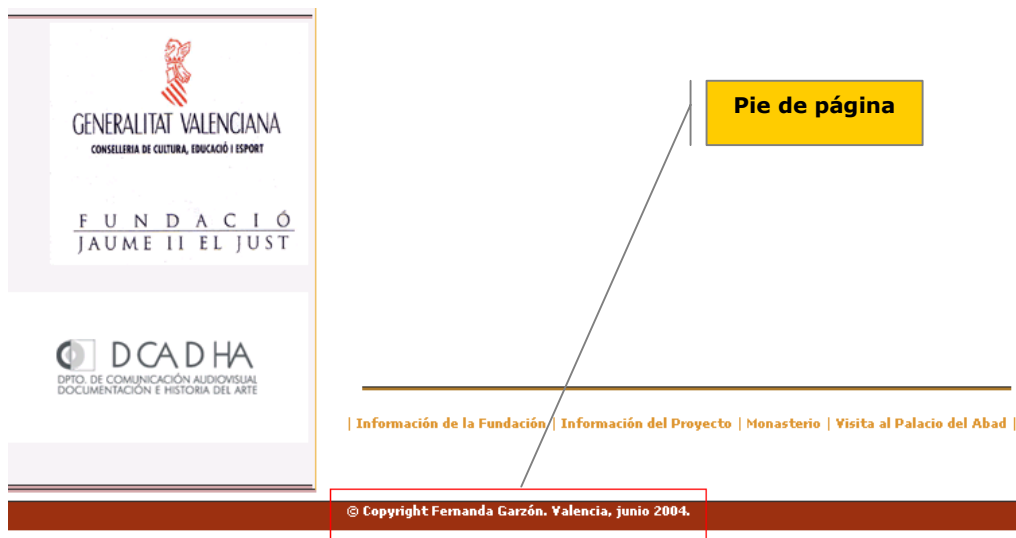 GENERALITAT VALENCIANA
CONSELLERIA DE CULTURA, EDUCACIÓ I ESPORT
FUNDACIÓ
JAUME II EL JUST
DCADHA
DPTO. DE COMUNICACIÓN AUDIOVISUAL
DOCUMENTACIÓN E HISTORIA DEL ARTE
Pie de página
| Información de la Fundación | Información del Proyecto | Monasterio | Visita al Palacio del Abad |
© Copyright Fernanda Garzón. Valencia, junio 2004.